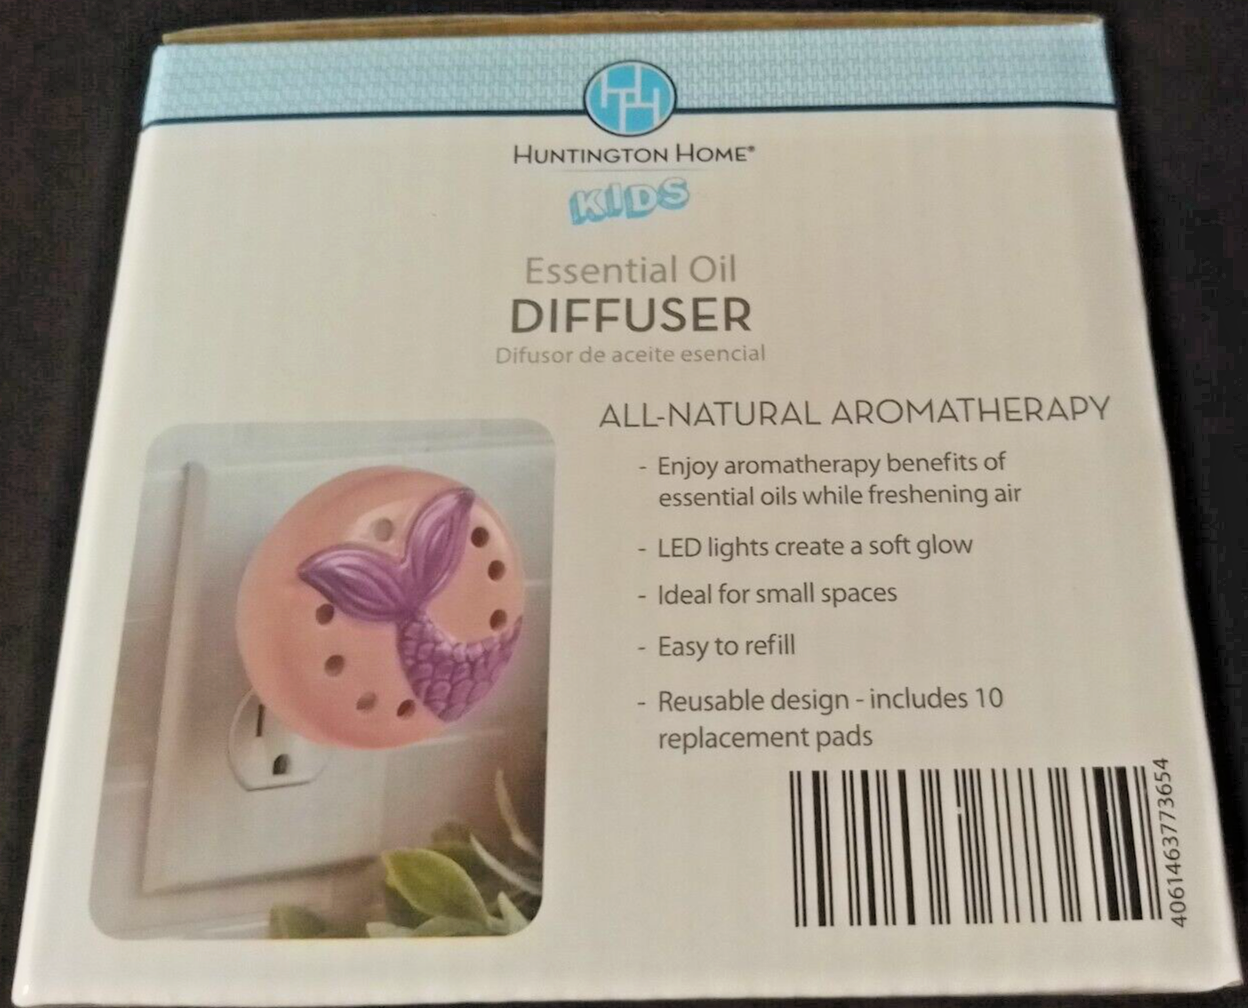 HUNTINGTON HOME®
KIDS
Essential Oil
DIFFUSER
Difusor de aceite esencial
ALL-NATURAL AROMATHERAPY
- Enjoy aromatherapy benefits of
essential oils while freshening air
- LED lights create a soft glow
- Ideal for small spaces
- Easy to refill
- Reusable design - includes 10
replacement pads
4061463773654